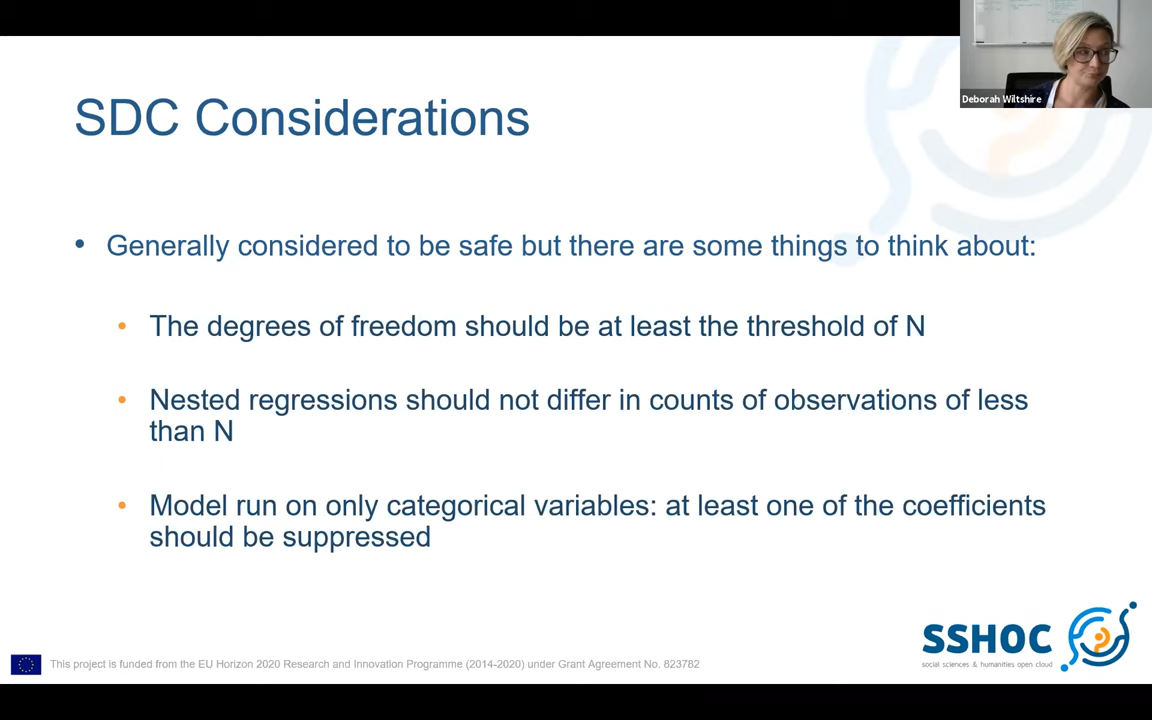 Deborah Wiltshire
SDC Considerations
• Generally considered to be safe but there are some things to think about:
• The degrees of freedom should be at least the threshold of N
• Nested regressions should not differ in counts of observations of less
than N
• Model run on only categorical variables: at least one of the coefficients
should be suppressed
SSHOC
social sciences & humanities open cloud
This project is funded from the EU Horizon 2020 Research and Innovation Programme (2014-2020) under Grant Agreement No. 823782